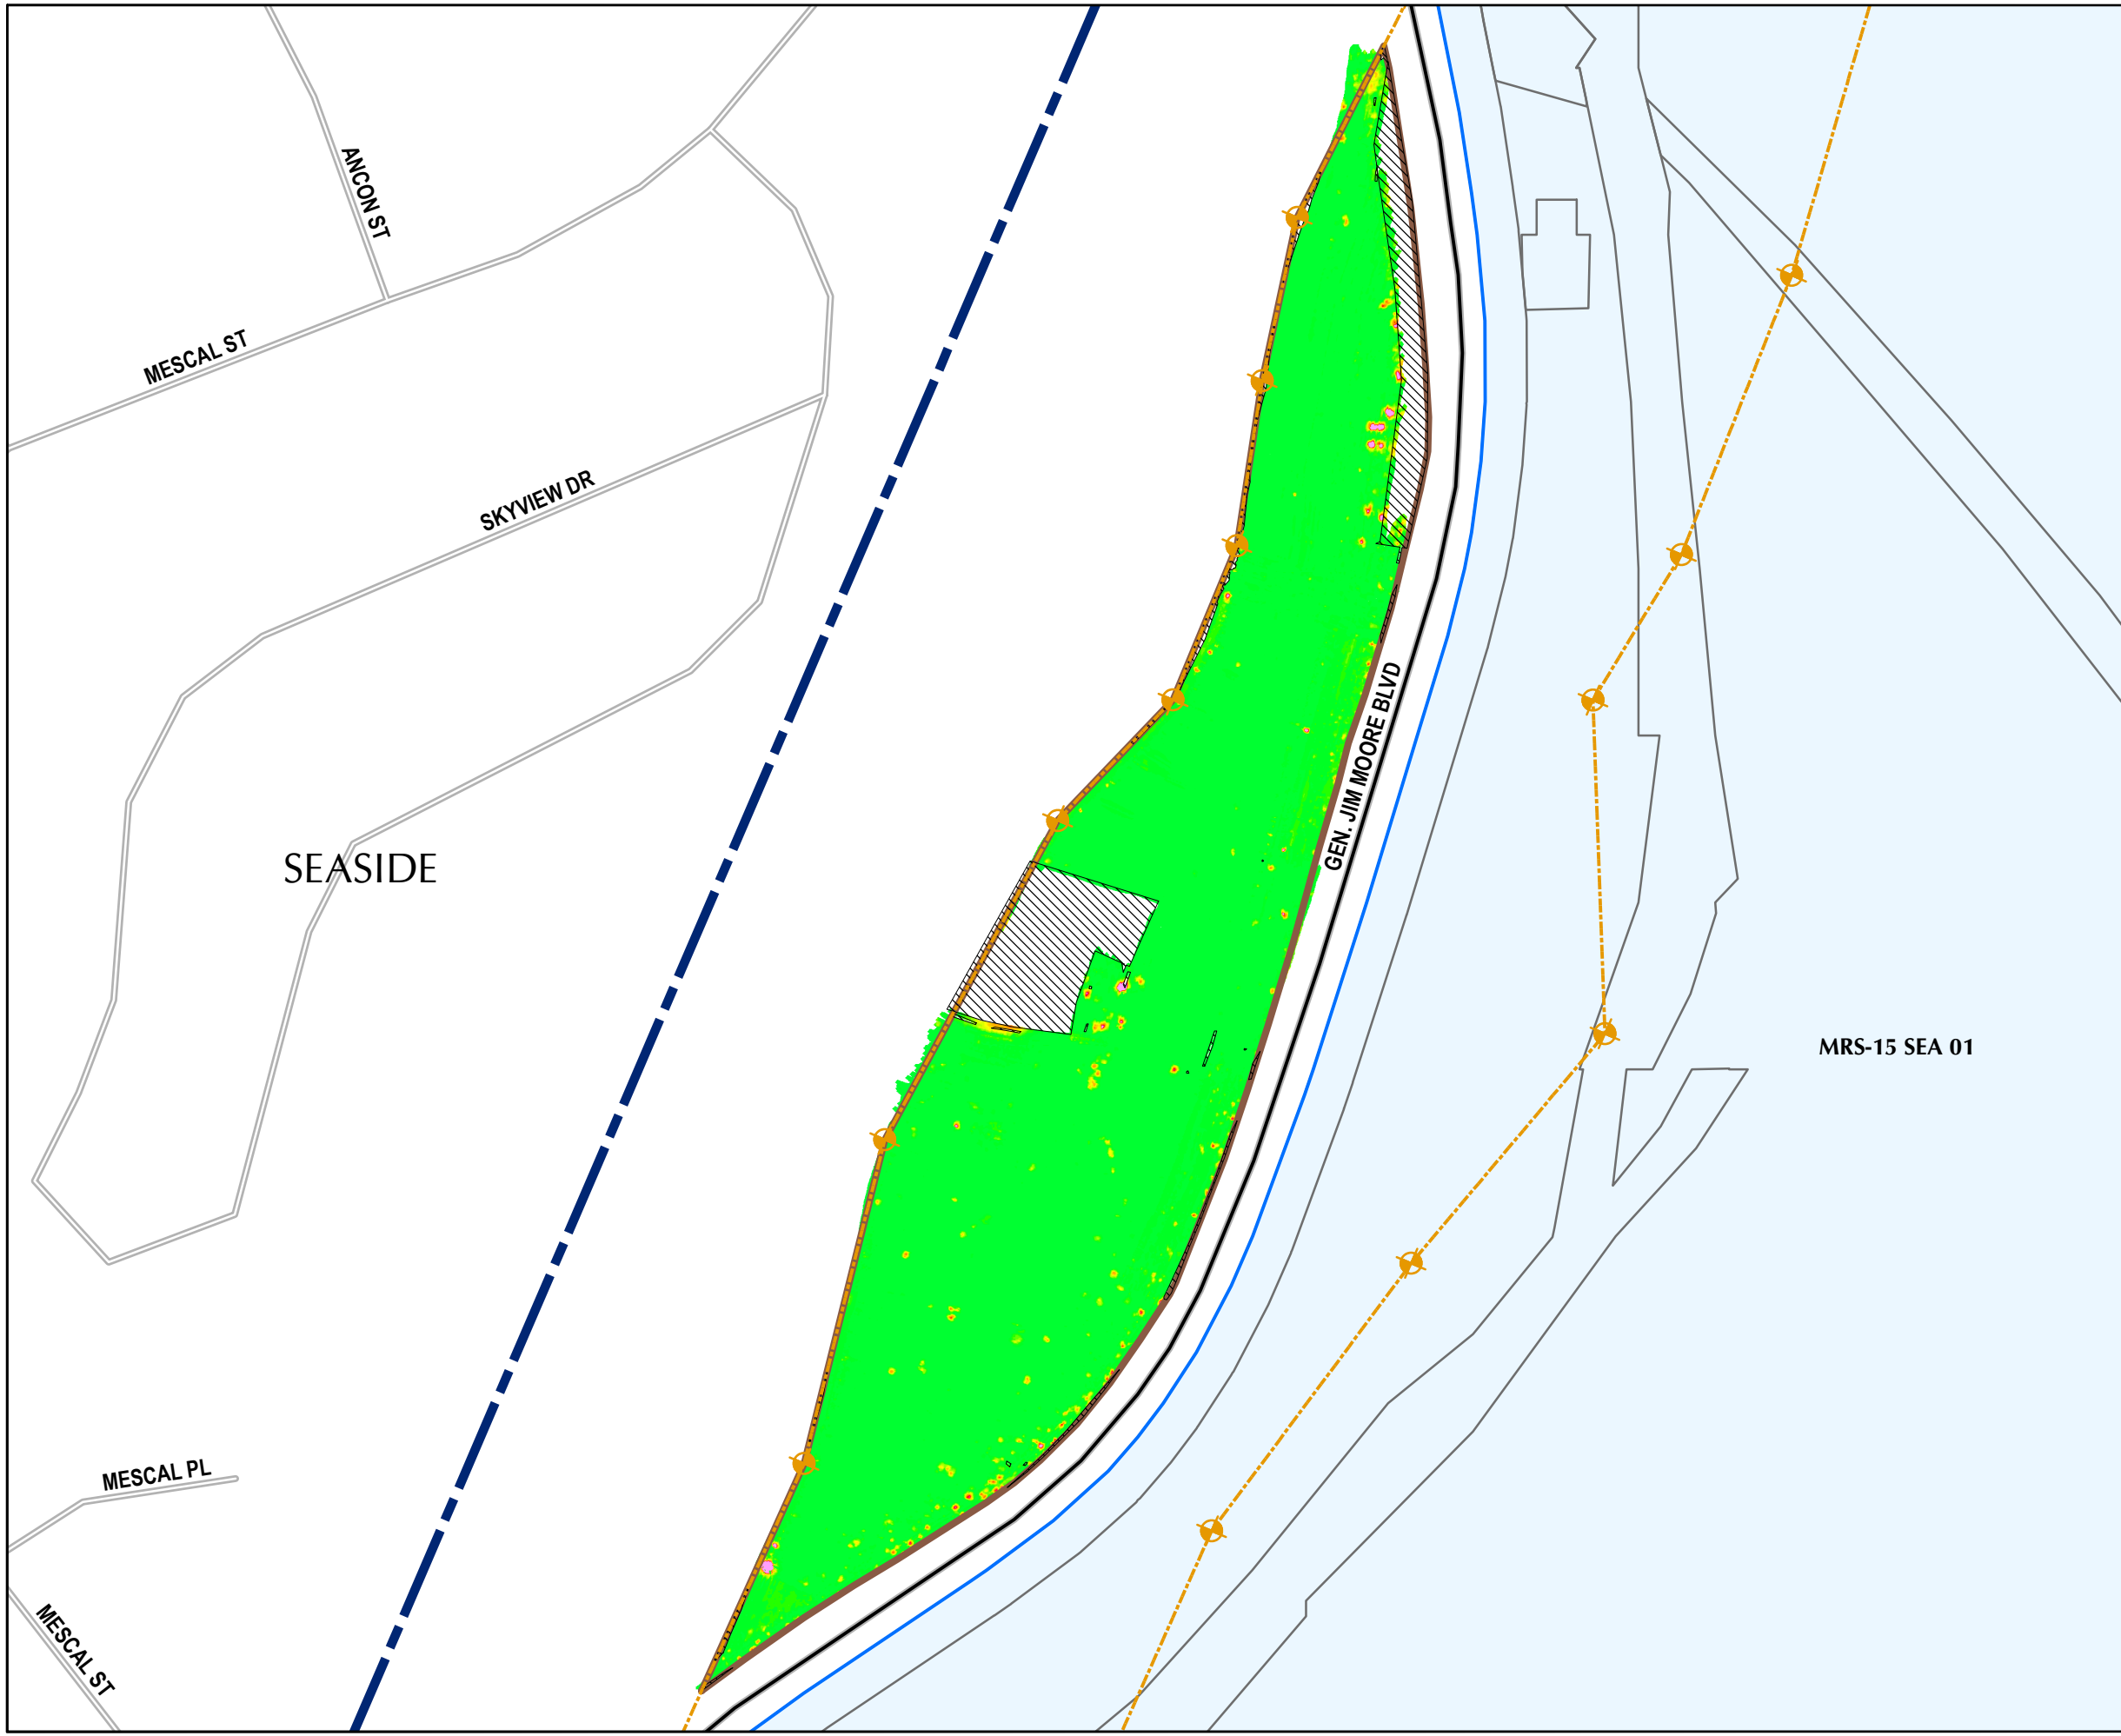 ANCON ST
MESCAL ST
SKYVIEW DR
GEN. JIM MOORE BLVD
SEASIDE
MRS-15 SEA 01
MESCAL PL
MESCAL ST